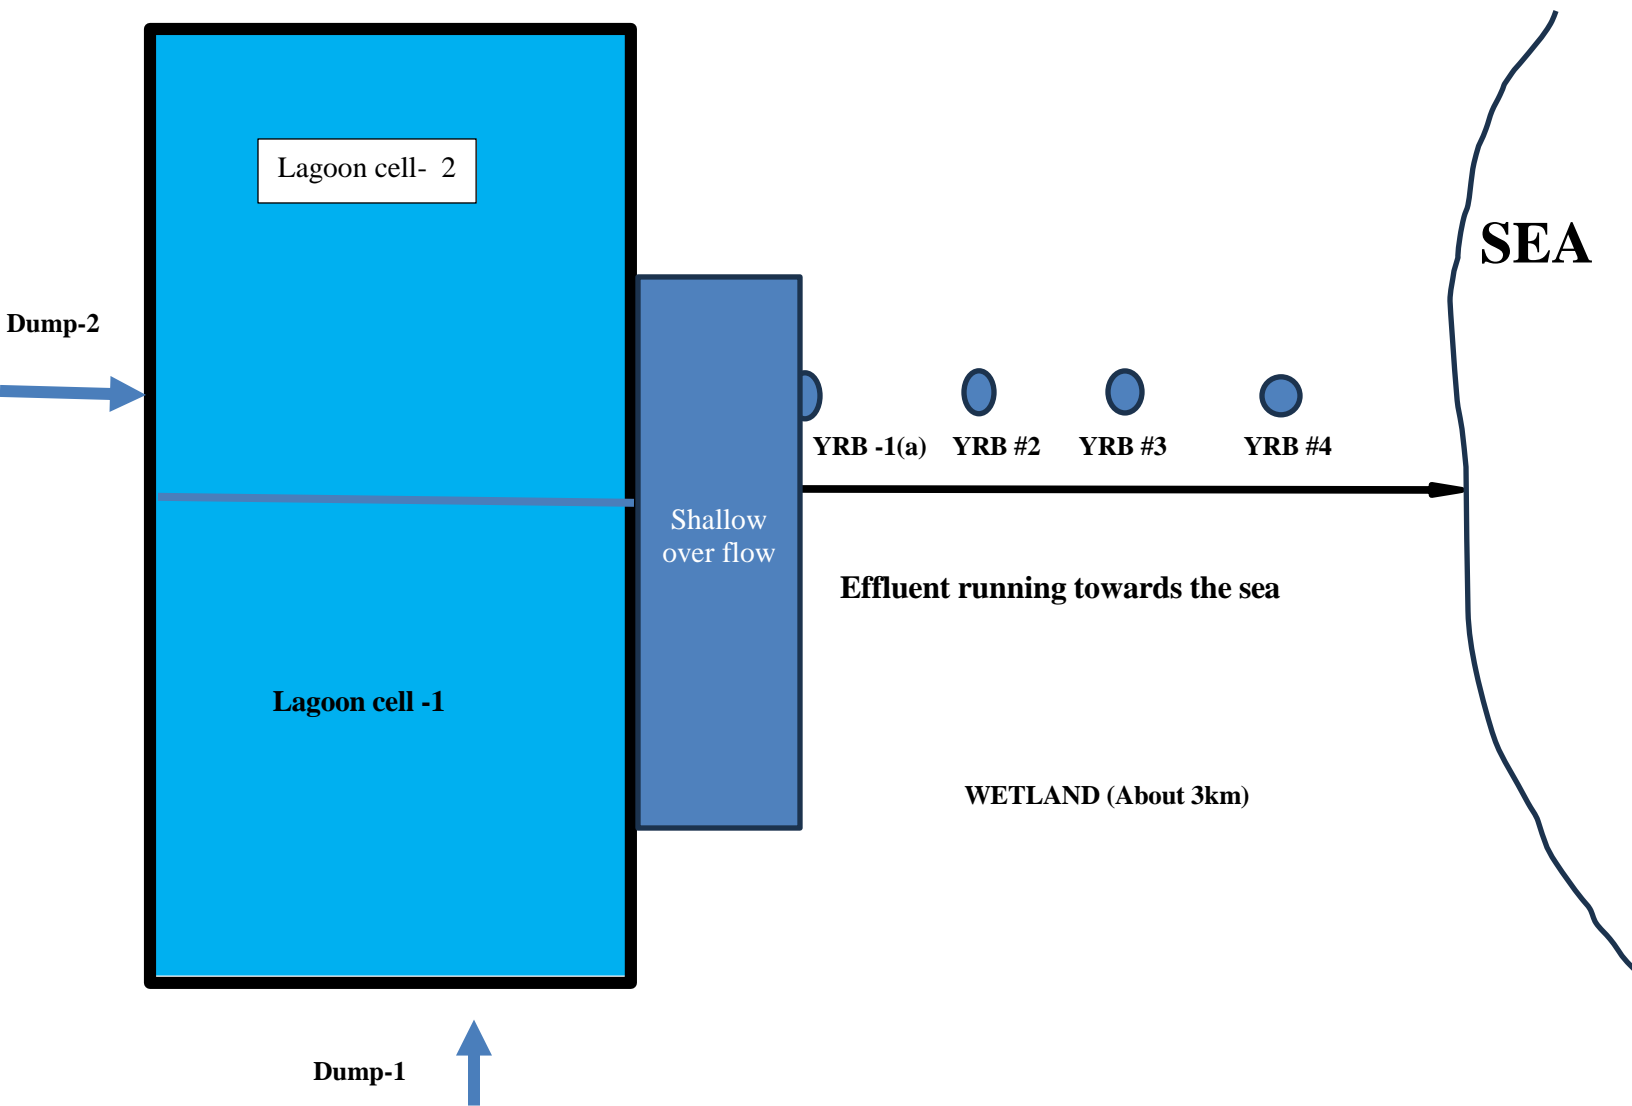 Lagoon cell-  2
SEA
Dump-2
YRB -1(a)
YRB #2
YRB #3
YRB #4
Shallow
over flow
Effluent running towards the sea
Lagoon cell -1
WETLAND (About 3km)
Dump-1